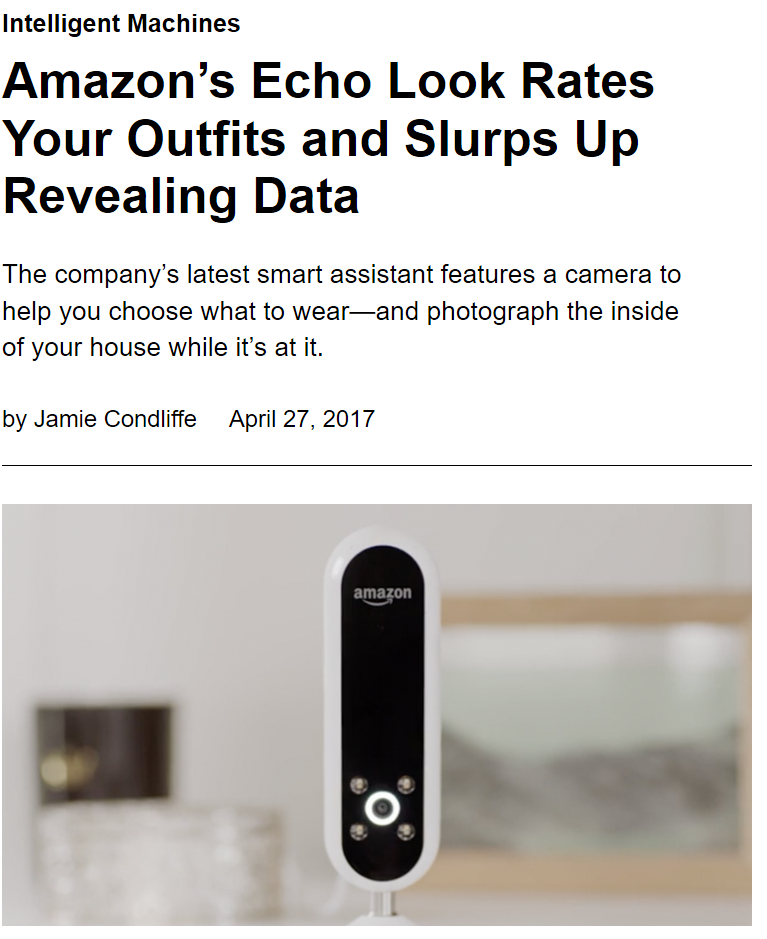 Intelligent Machines
Amazon’s Echo Look Rates
Your Outfits and Slurps Up
Revealing Data
The company’s latest smart assistant features a camera to
help you choose what to wear—and photograph the inside
of your house while it’s at it.
by Jamie Condliffe April 27, 2017
amazon